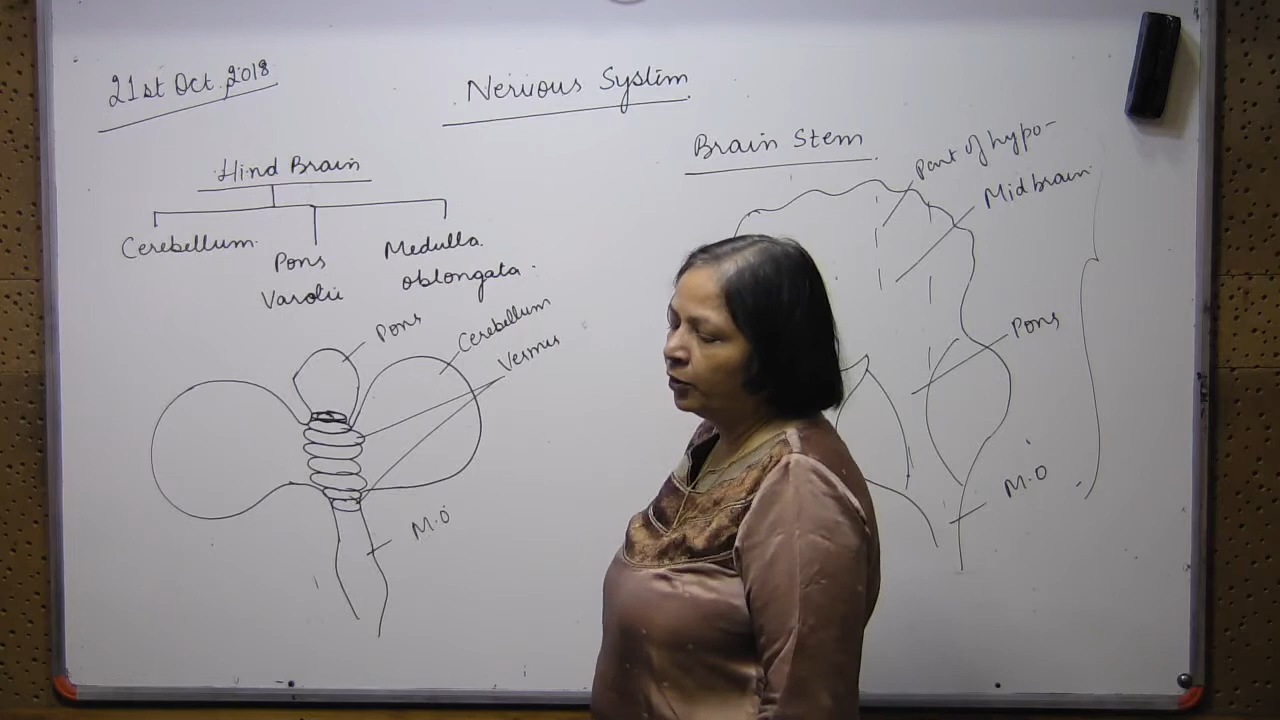 21st Oct, 2018
Nervous System
Hind Brain
Cerebellum
Pons
Varolii
Medulla
oblongata
Pons
Cerebellum
Vermis
M.O
Brain Stem
Part of hypo-
Midbrain
Pons
M.O